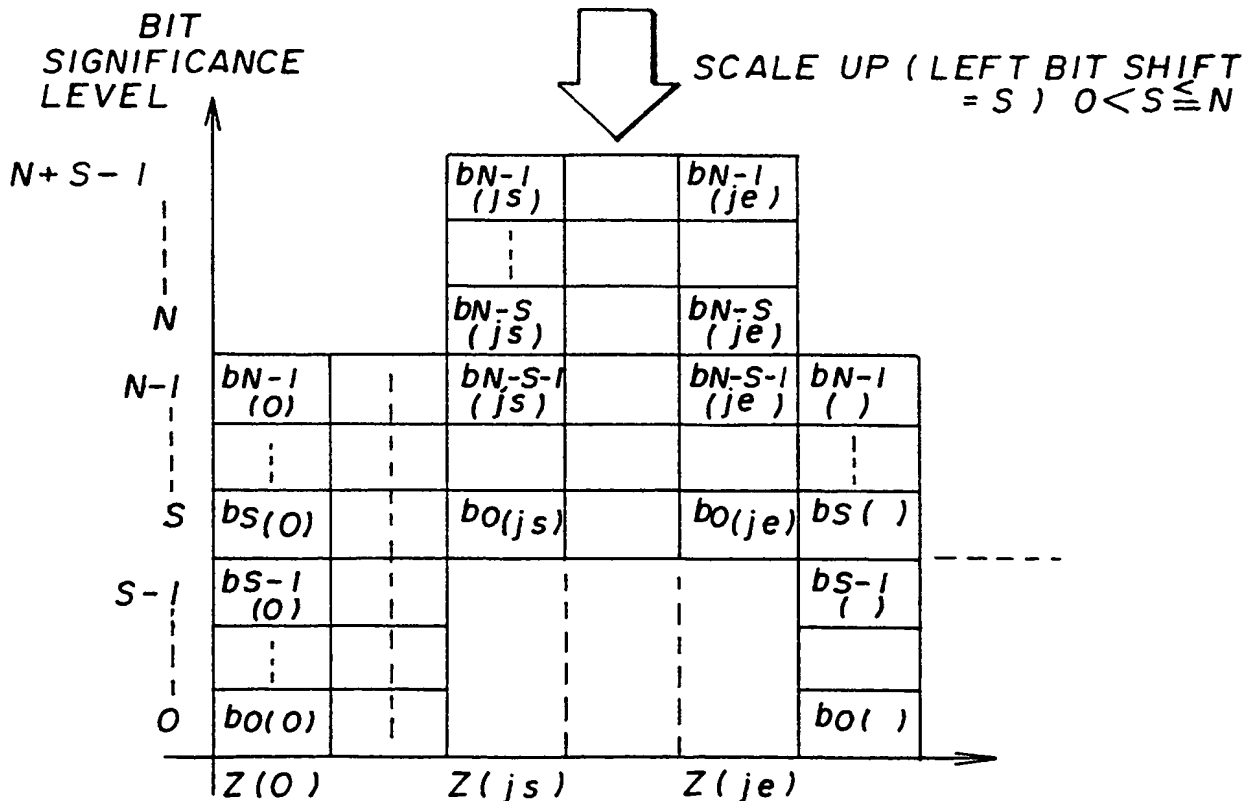 BIT
SIGNIFICANCE
LEVEL
SCALE UP (LEFT BIT SHIFT
= S ) 0 < S ≦ N
N+S-1
bN-1
(js)
bN-1
(je)
N
bN-S
(js)
bN-S
(je)
N-1
bN-1
(0)
bN-S-1
(js)
bN-S-1
(je)
bN-1
( )
S
bS(0)
b0(js)
b0(je)
bS( )
S-1
bS-1
(0)
bS-1
( )
0
b0(0)
b0( )
Z(0)
Z(js)
Z(je)